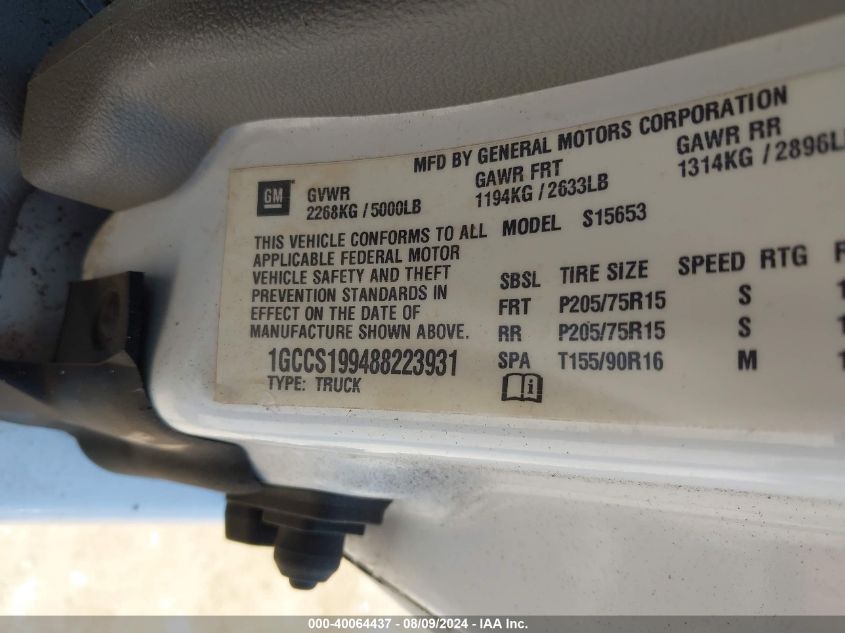 MFD BY GENERAL MOTORS CORPORATION
GM
GVWR
2268KG / 5000LB
GAWR FRT
1194KG / 2633LB
GAWR RR
1314KG / 2896L
THIS VEHICLE CONFORMS TO ALL
APPLICABLE FEDERAL MOTOR
VEHICLE SAFETY AND THEFT
PREVENTION STANDARDS IN
EFFECT ON THE DATE OF
MANUFACTURE SHOWN ABOVE.
1GCCS199488223931
TYPE: TRUCK
MODEL S15653
SBSL TIRE SIZE SPEED RTG
FRT P205/75R15 S
RR P205/75R15 S
SPA T155/90R16 M
i
100% - 40064437 - 08/09/2024 - IAA Inc.